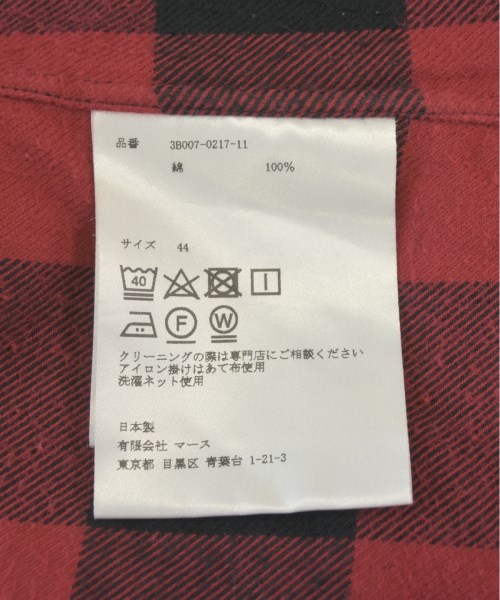 品番 3B007-0217-11
綿 100%
サイズ 44
40
F W
クリーニングの際は専門店にご相談ください
アイロン掛けはあて布使用
洗濯ネット使用
日本製
有限会社 マース
東京都 目黒区 青葉台 1-21-3